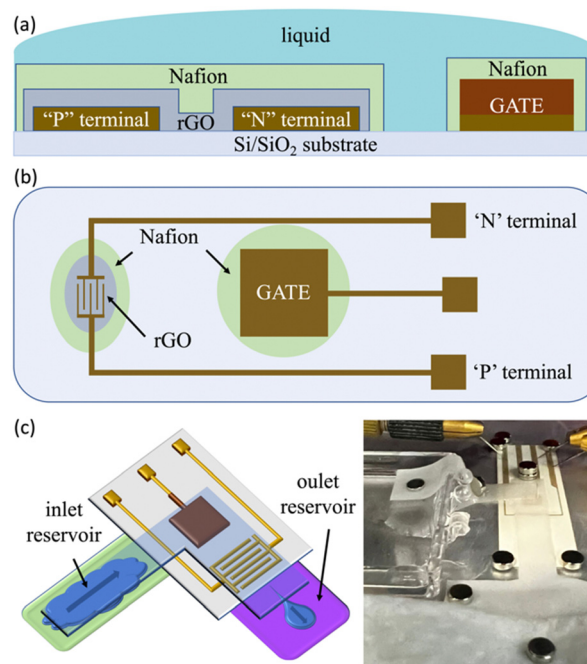 (a)
liquid
Nafion
Nafion
GATE
"P" terminal
rGO
"N" terminal
Si/SiO₂ substrate
(b)
'N' terminal
Nafion
GATE
rGO
'P' terminal
(c)
inlet
reservoir
oulet
reservoir